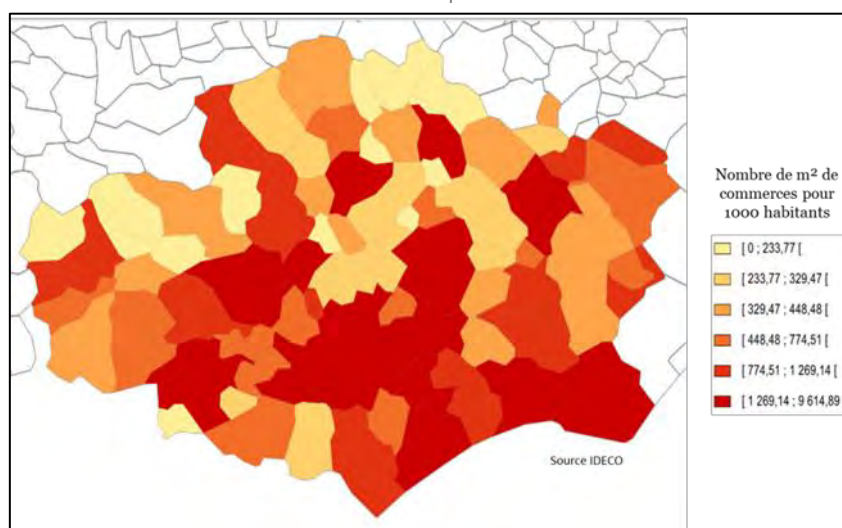 Nombre de m² de
commerces pour
1000 habitants
[ 0 ; 233,77 [
[ 233,77 ; 329,47 [
[ 329,47 ; 448,48 [
[ 448,48 ; 774,51 [
[ 774,51 ; 1 269,14 [
[ 1 269,14 ; 9 614,89
Source IDECO